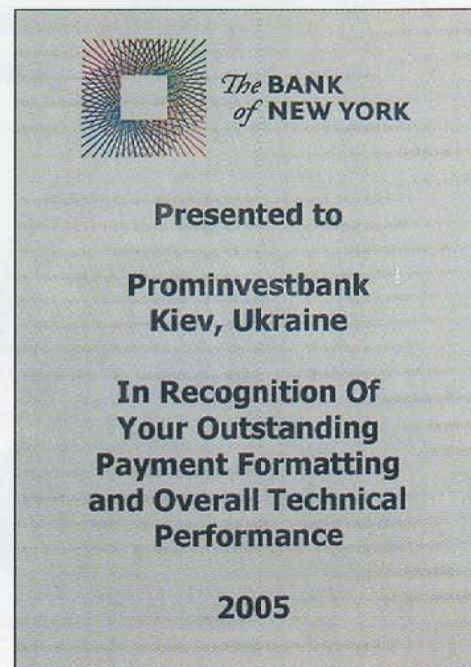 The BANK
of NEW YORK
Presented to
Prominvestbank
Kiev, Ukraine
In Recognition Of
Your Outstanding
Payment Formatting
and Overall Technical
Performance
2005